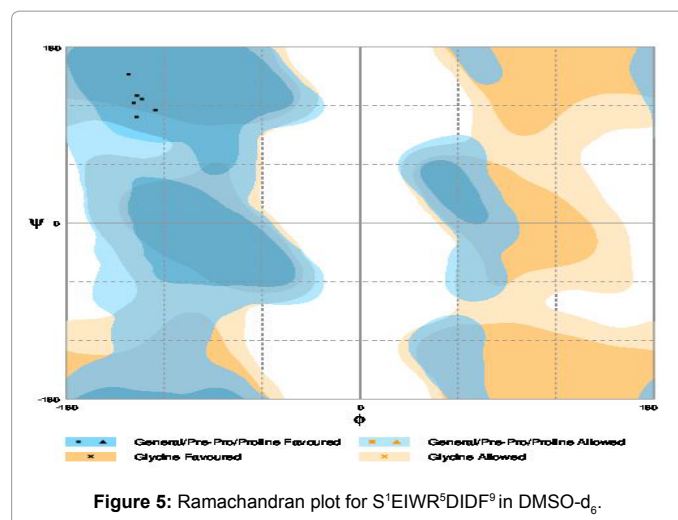 180
Ψ 0
-180
-180 0 180
Φ
General/Pre-Pro/Proline Favoured General/Pre-Pro/Proline Allowed
Glycine Favoured Glycine Allowed
Figure 5: Ramachandran plot for S¹EIWR⁵DIDF⁹ in DMSO-d₆.